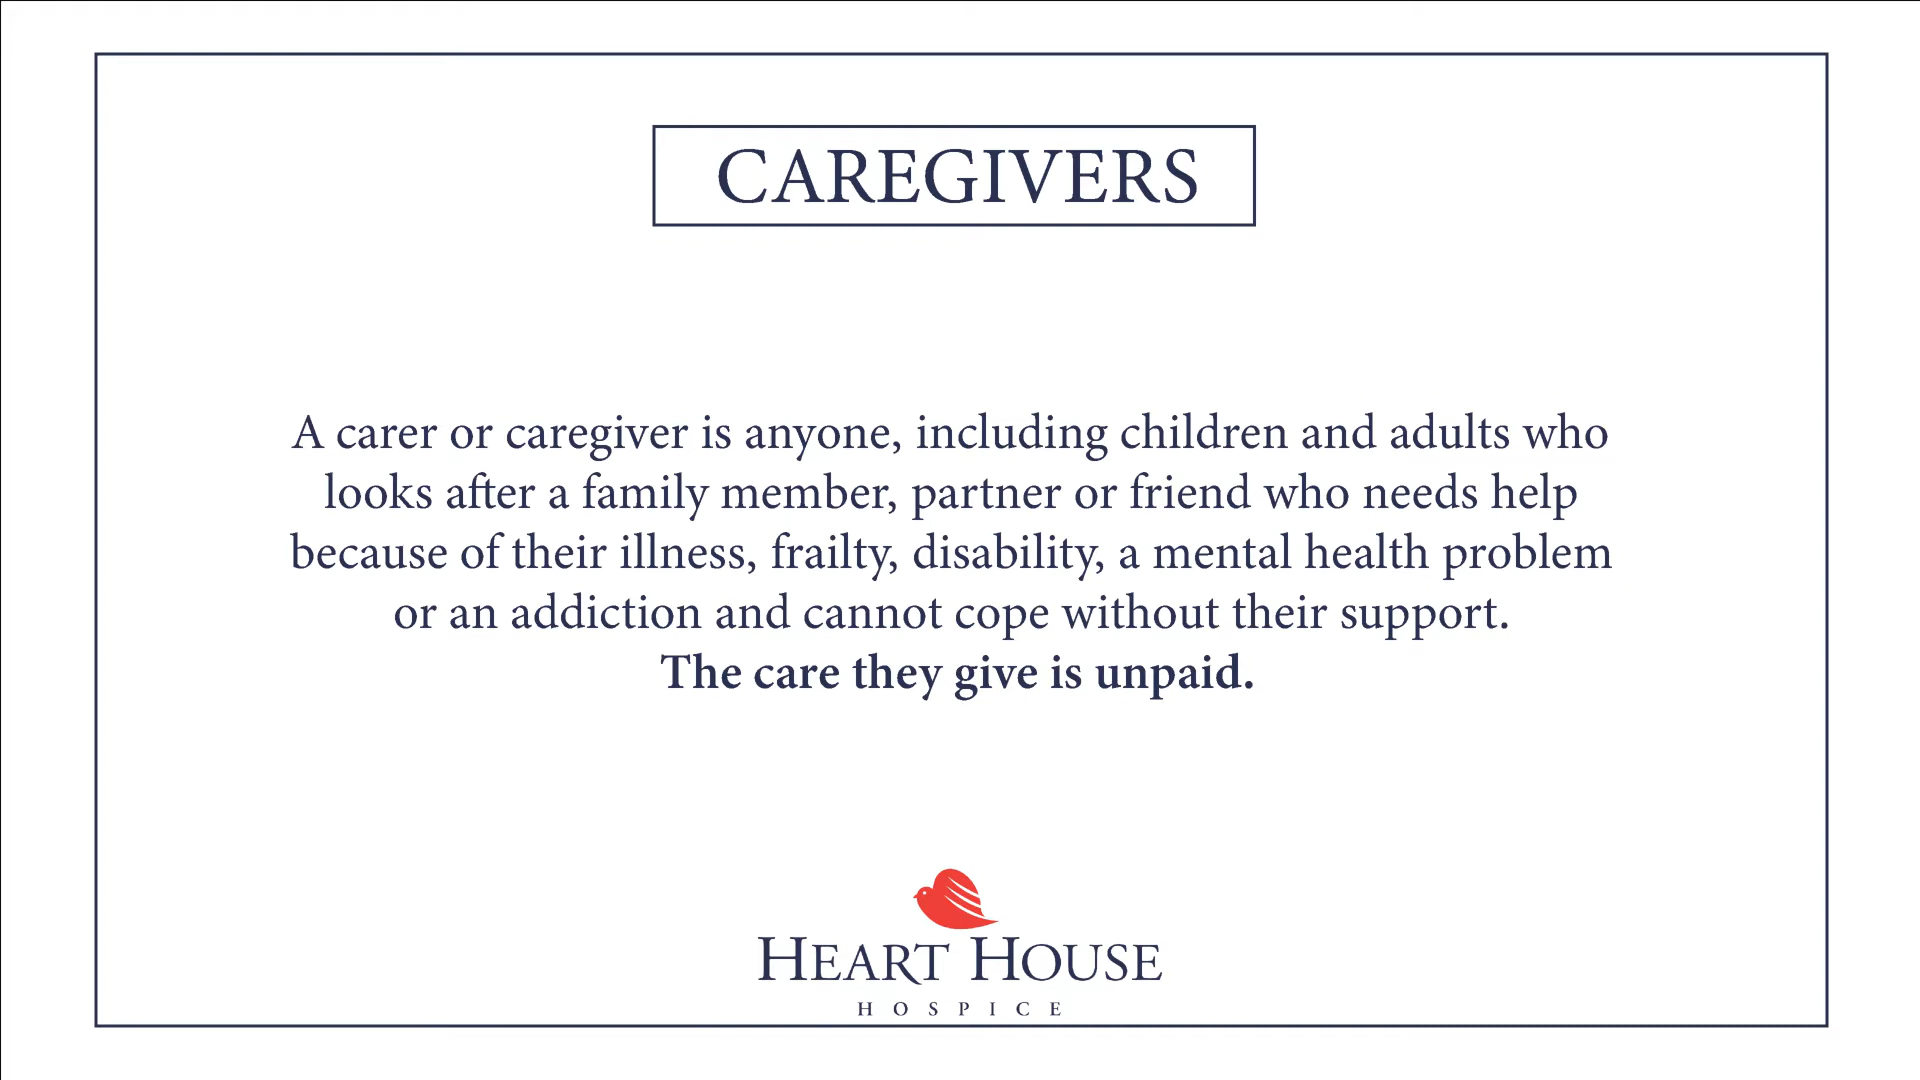 CAREGIVERS
A carer or caregiver is anyone, including children and adults who
looks after a family member, partner or friend who needs help
because of their illness, frailty, disability, a mental health problem
or an addiction and cannot cope without their support.
The care they give is unpaid.
HEART HOUSE
HOSPICE